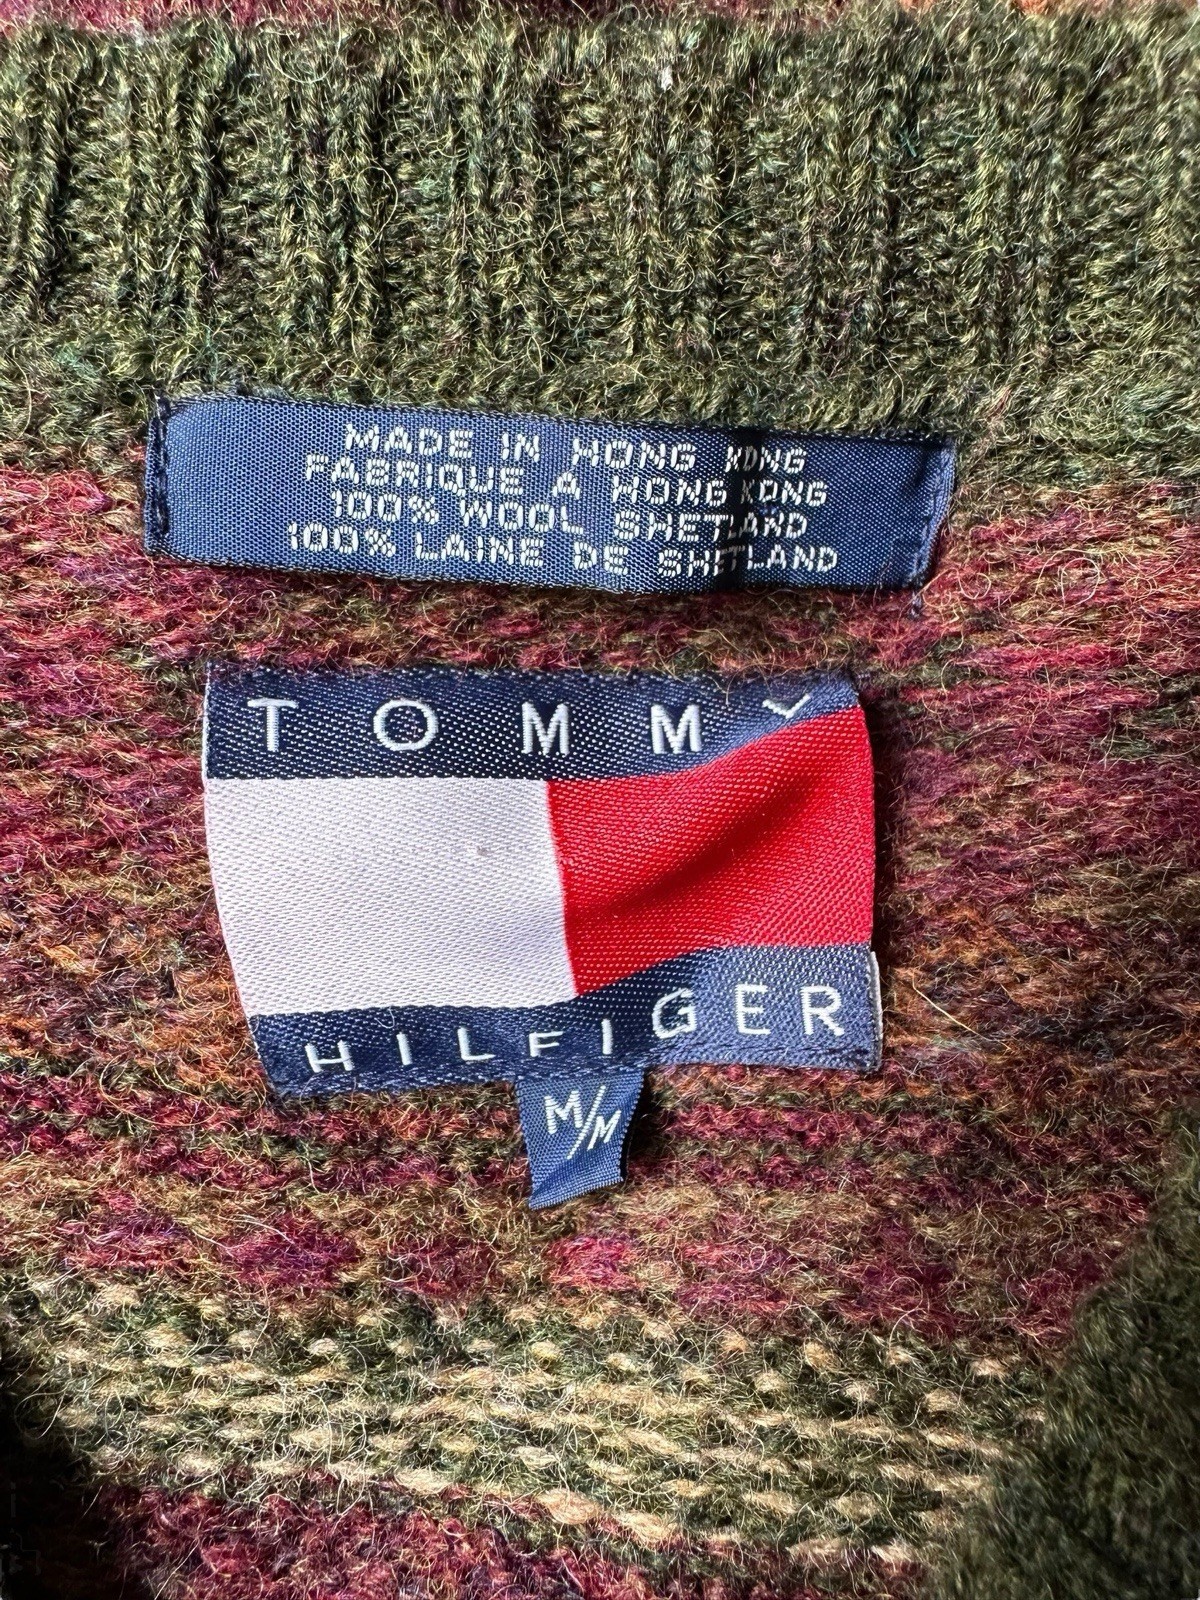 MADE IN HONG KONG
FABRIQUE A HONG KONG
100% WOOL SHETLAND
100% LAINE DE SHETLAND
TOMMY
HILFIGER
M/M